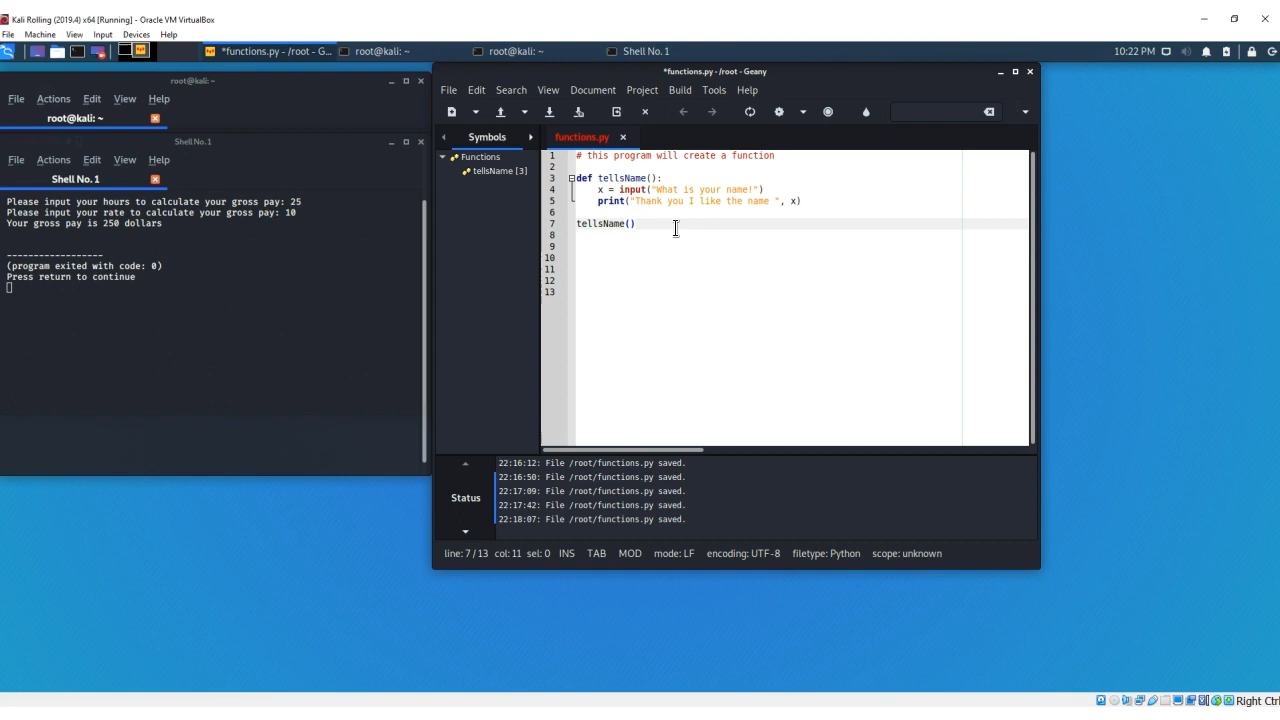 Kali Rolling (2019.4) x64 [Running] - Oracle VM VirtualBox
File Machine View Input Devices Help
*functions.py - /root - G... root@kali: ~ root@kali: ~ Shell No. 1 10:22 PM
root@kali: ~
File Actions Edit View Help
root@kali: ~
Shell No.1
File Actions Edit View Help
Shell No. 1
Please input your hours to calculate your gross pay: 25
Please input your rate to calculate your gross pay: 10
Your gross pay is 250 dollars
------------------
(program exited with code: 0)
Press return to continue
*functions.py - /root - Geany
File Edit Search View Document Project Build Tools Help
Symbols
functions.py
Functions
tellsName [3]
1 # this program will create a function
2
3 def tellsName():
4 x = input("What is your name!")
5 print("Thank you I like the name ", x)
6
7 tellsName()
8
9
10
11
12
13
Status
22:16:12: File /root/functions.py saved.
22:16:50: File /root/functions.py saved.
22:17:09: File /root/functions.py saved.
22:17:42: File /root/functions.py saved.
22:18:07: File /root/functions.py saved.
line: 7 / 13 col: 11 sel: 0 INS TAB MOD mode: LF encoding: UTF-8 filetype: Python scope: unknown
Right Ctrl